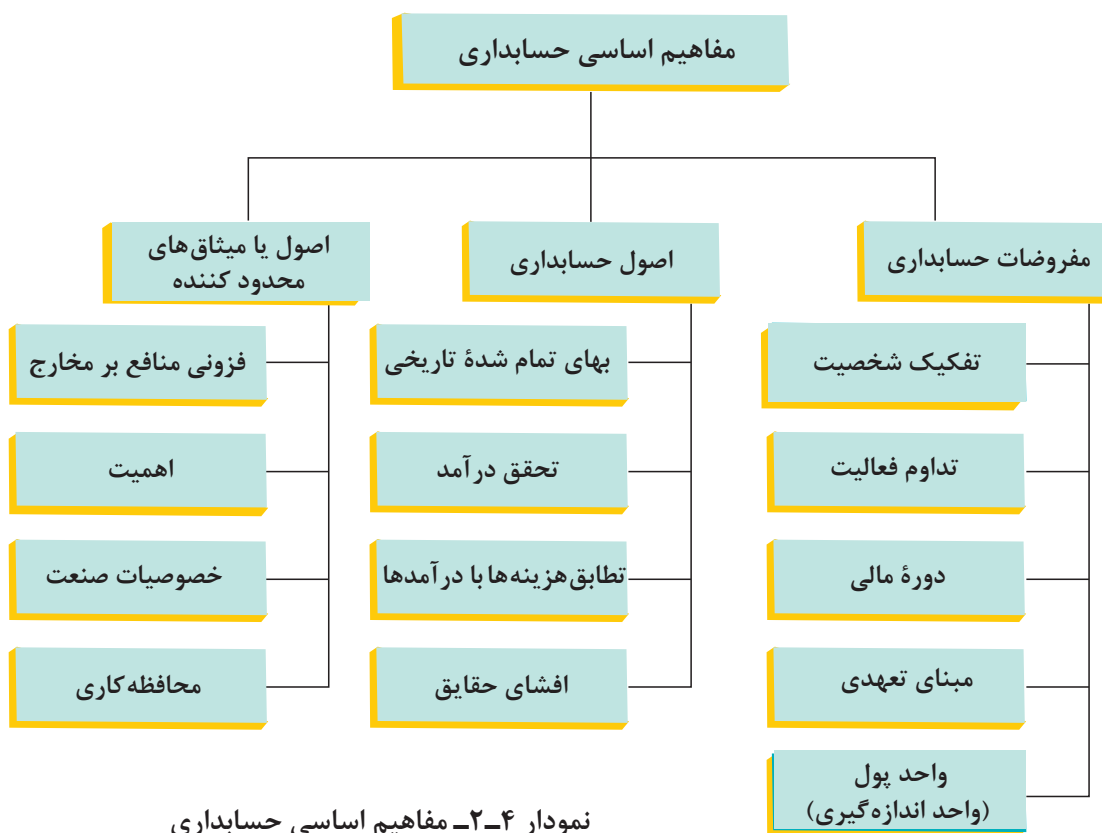 مفاهیم اساسی حسابداری
مفروضات حسابداری
تفکیک شخصیت
تداوم فعالیت
دورۀ مالی
مبنای تعهدی
واحد پول
(واحد اندازه‌گیری)
اصول حسابداری
بهای تمام شدۀ تاریخی
تحقق درآمد
تطابق هزینه‌ها با درآمدها
افشای حقایق
اصول یا میثاق‌های
محدود کننده
فزونی منافع بر مخارج
اهمیت
خصوصیات صنعت
محافظه‌کاری
نمودار ۴ـ۲ـ مفاهیم اساسی حسابداری